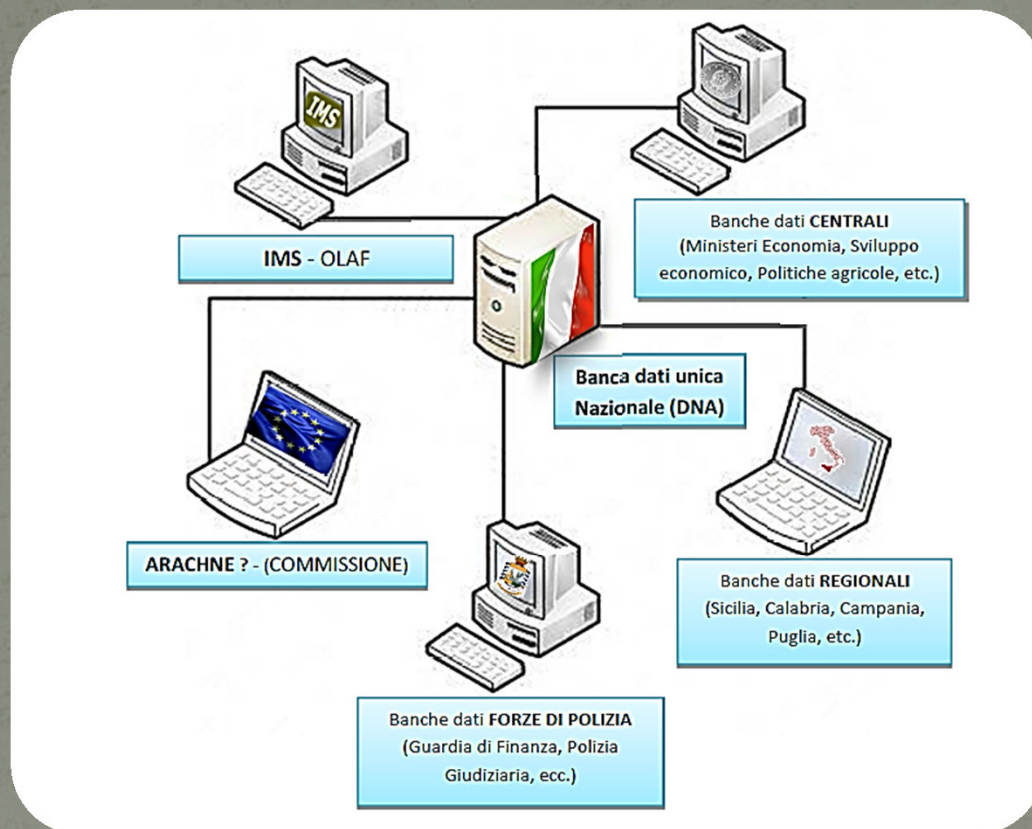 IMS
IMS - OLAF
Banche dati CENTRALI
(Ministeri Economia, Sviluppo
economico, Politiche agricole, etc.)
Banca dati unica
Nazionale (DNA)
ARACHNE ? - (COMMISSIONE)
Banche dati REGIONALI
(Sicilia, Calabria, Campania,
Puglia, etc.)
Banche dati FORZE DI POLIZIA
(Guardia di Finanza, Polizia
Giudiziaria, ecc.)